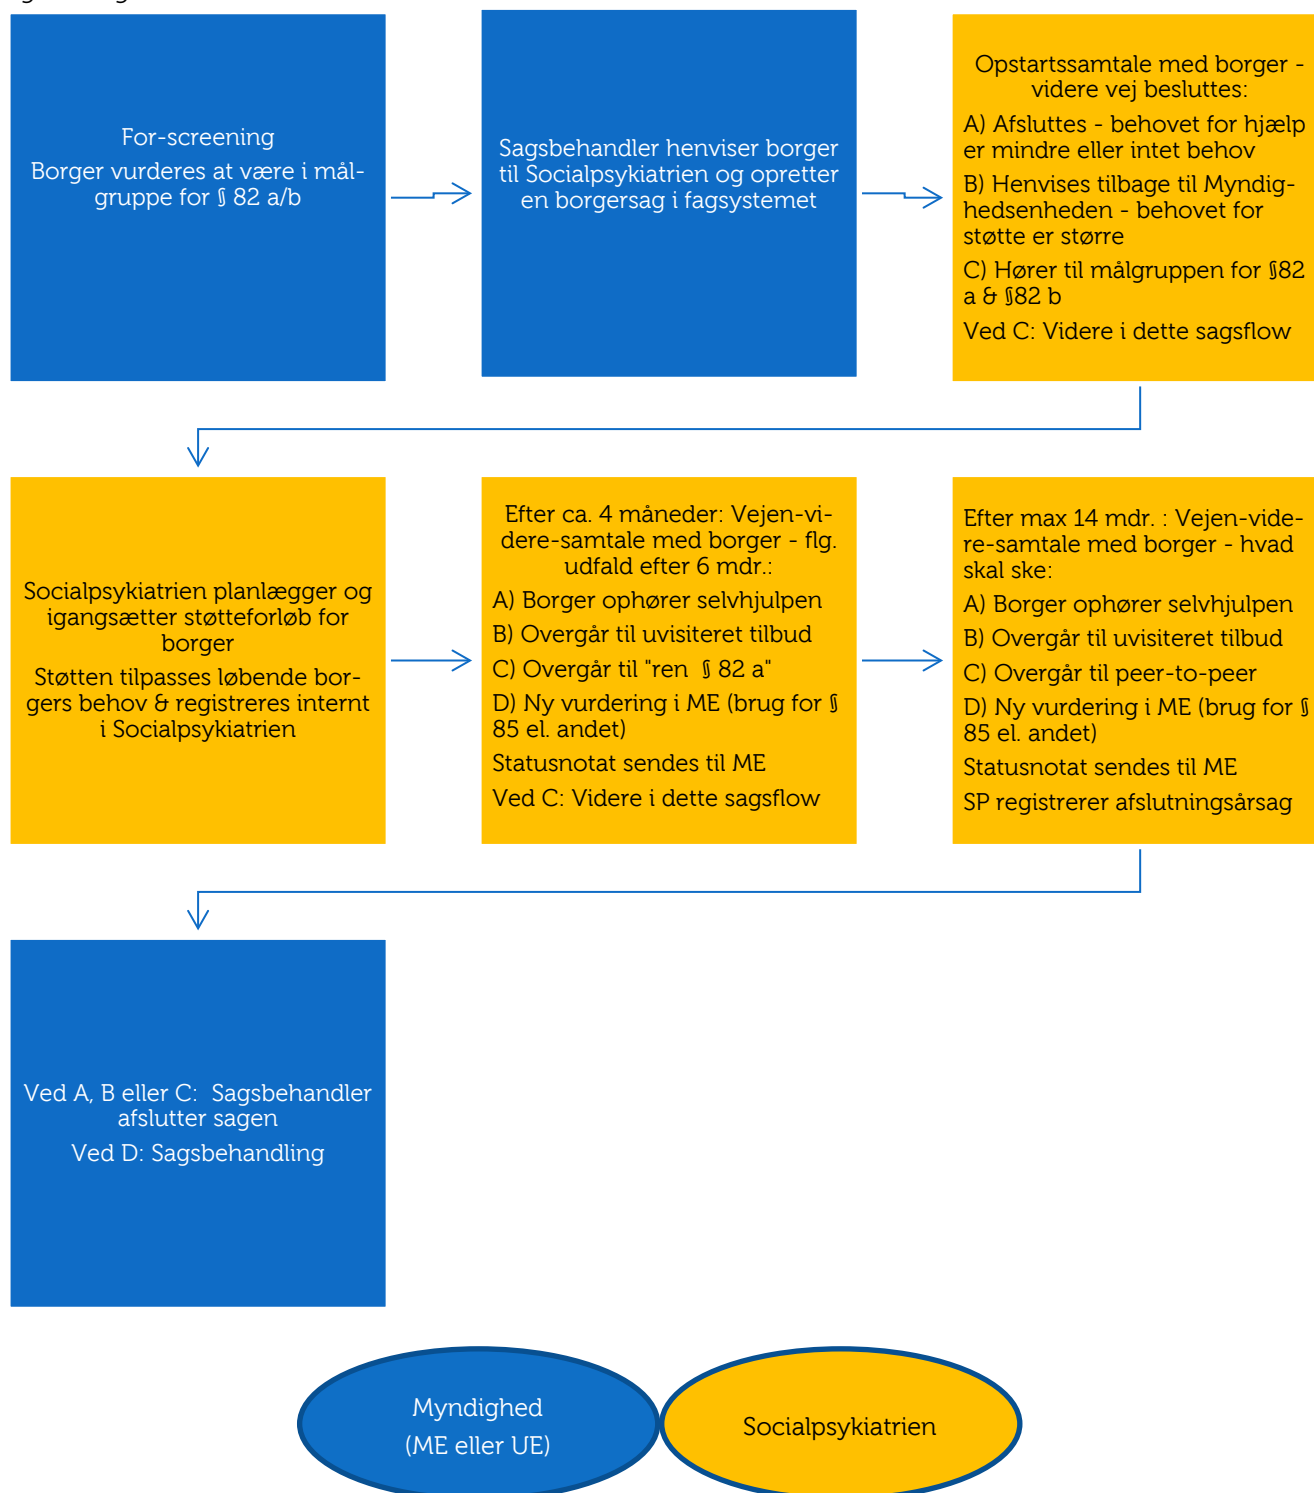 For-screening
Borger vurderes at være i mål-
gruppe for § 82 a/b
Sagsbehandler henviser borger
til Socialpsykiatrien og opretter
en borgersag i fagsystemet
Opstartssamtale med borger -
videre vej besluttes:
A) Afsluttes - behovet for hjælp
er mindre eller intet behov
B) Henvises tilbage til Myndig-
hedsenheden - behovet for
støtte er større
C) Hører til målgruppen for §82
a & §82 b
Ved C: Videre i dette sagsflow
Socialpsykiatrien planlægger og
igangsætter støtteforløb for
borger
Støtten tilpasses løbende bor-
gers behov & registreres internt
i Socialpsykiatrien
Efter ca. 4 måneder: Vejen-vi-
dere-samtale med borger - flg.
udfald efter 6 mdr.:
A) Borger ophører selvhjulpen
B) Overgår til uvisiteret tilbud
C) Overgår til "ren § 82 a"
D) Ny vurdering i ME (brug for §
85 el. andet)
Statusnotat sendes til ME
Ved C: Videre i dette sagsflow
Efter max 14 mdr. : Vejen-vide-
re-samtale med borger - hvad
skal ske:
A) Borger ophører selvhjulpen
B) Overgår til uvisiteret tilbud
C) Overgår til peer-to-peer
D) Ny vurdering i ME (brug for §
85 el. andet)
Statusnotat sendes til ME
SP registrerer afslutningsårsag
Ved A, B eller C: Sagsbehandler
afslutter sagen
Ved D: Sagsbehandling
Myndighed
(ME eller UE)
Socialpsykiatrien